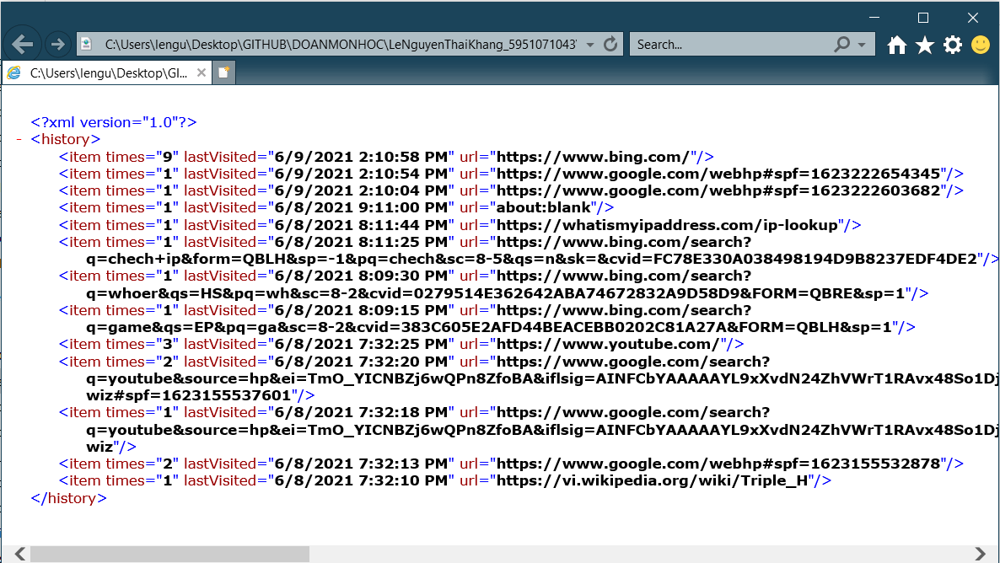 C:\Users\lengu\Desktop\GITHUB\DOANMONHOC\LeNguyenThaiKhang_5951071043
Search...
C:\Users\lengu\Desktop\GI...
<?xml version="1.0"?>
- <history>
<item times="9" lastVisited="6/9/2021 2:10:58 PM" url="https://www.bing.com/"/>
<item times="1" lastVisited="6/9/2021 2:10:54 PM" url="https://www.google.com/webhp#spf=1623222654345"/>
<item times="1" lastVisited="6/9/2021 2:10:04 PM" url="https://www.google.com/webhp#spf=1623222603682"/>
<item times="1" lastVisited="6/8/2021 9:11:00 PM" url="about:blank"/>
<item times="1" lastVisited="6/8/2021 8:11:44 PM" url="https://whatismyipaddress.com/ip-lookup"/>
<item times="1" lastVisited="6/8/2021 8:11:25 PM" url="https://www.bing.com/search?
q=chech+ip&form=QBLH&sp=-1&pq=chech&sc=8-5&qs=n&sk=&cvid=FC78E330A038498194D9B8237EDF4DE2"/>
<item times="1" lastVisited="6/8/2021 8:09:30 PM" url="https://www.bing.com/search?
q=whoer&qs=HS&pq=wh&sc=8-2&cvid=0279514E362642ABA74672832A9D58D9&FORM=QBRE&sp=1"/>
<item times="1" lastVisited="6/8/2021 8:09:15 PM" url="https://www.bing.com/search?
q=game&qs=EP&pq=ga&sc=8-2&cvid=383C605E2AFD44BEACEBB0202C81A27A&FORM=QBLH&sp=1"/>
<item times="3" lastVisited="6/8/2021 7:32:25 PM" url="https://www.youtube.com/"/>
<item times="2" lastVisited="6/8/2021 7:32:20 PM" url="https://www.google.com/search?
q=youtube&source=hp&ei=TmO_YICNBZj6wQPn8ZfoBA&iflsig=AINFCbYAAAAAYL9xXvdN24ZhVWrT1RAvx48So1Dj
wiz#spf=1623155537601"/>
<item times="1" lastVisited="6/8/2021 7:32:18 PM" url="https://www.google.com/search?
q=youtube&source=hp&ei=TmO_YICNBZj6wQPn8ZfoBA&iflsig=AINFCbYAAAAAYL9xXvdN24ZhVWrT1RAvx48So1Dj
wiz"/>
<item times="2" lastVisited="6/8/2021 7:32:13 PM" url="https://www.google.com/webhp#spf=1623155532878"/>
<item times="1" lastVisited="6/8/2021 7:32:10 PM" url="https://vi.wikipedia.org/wiki/Triple_H"/>
</history>